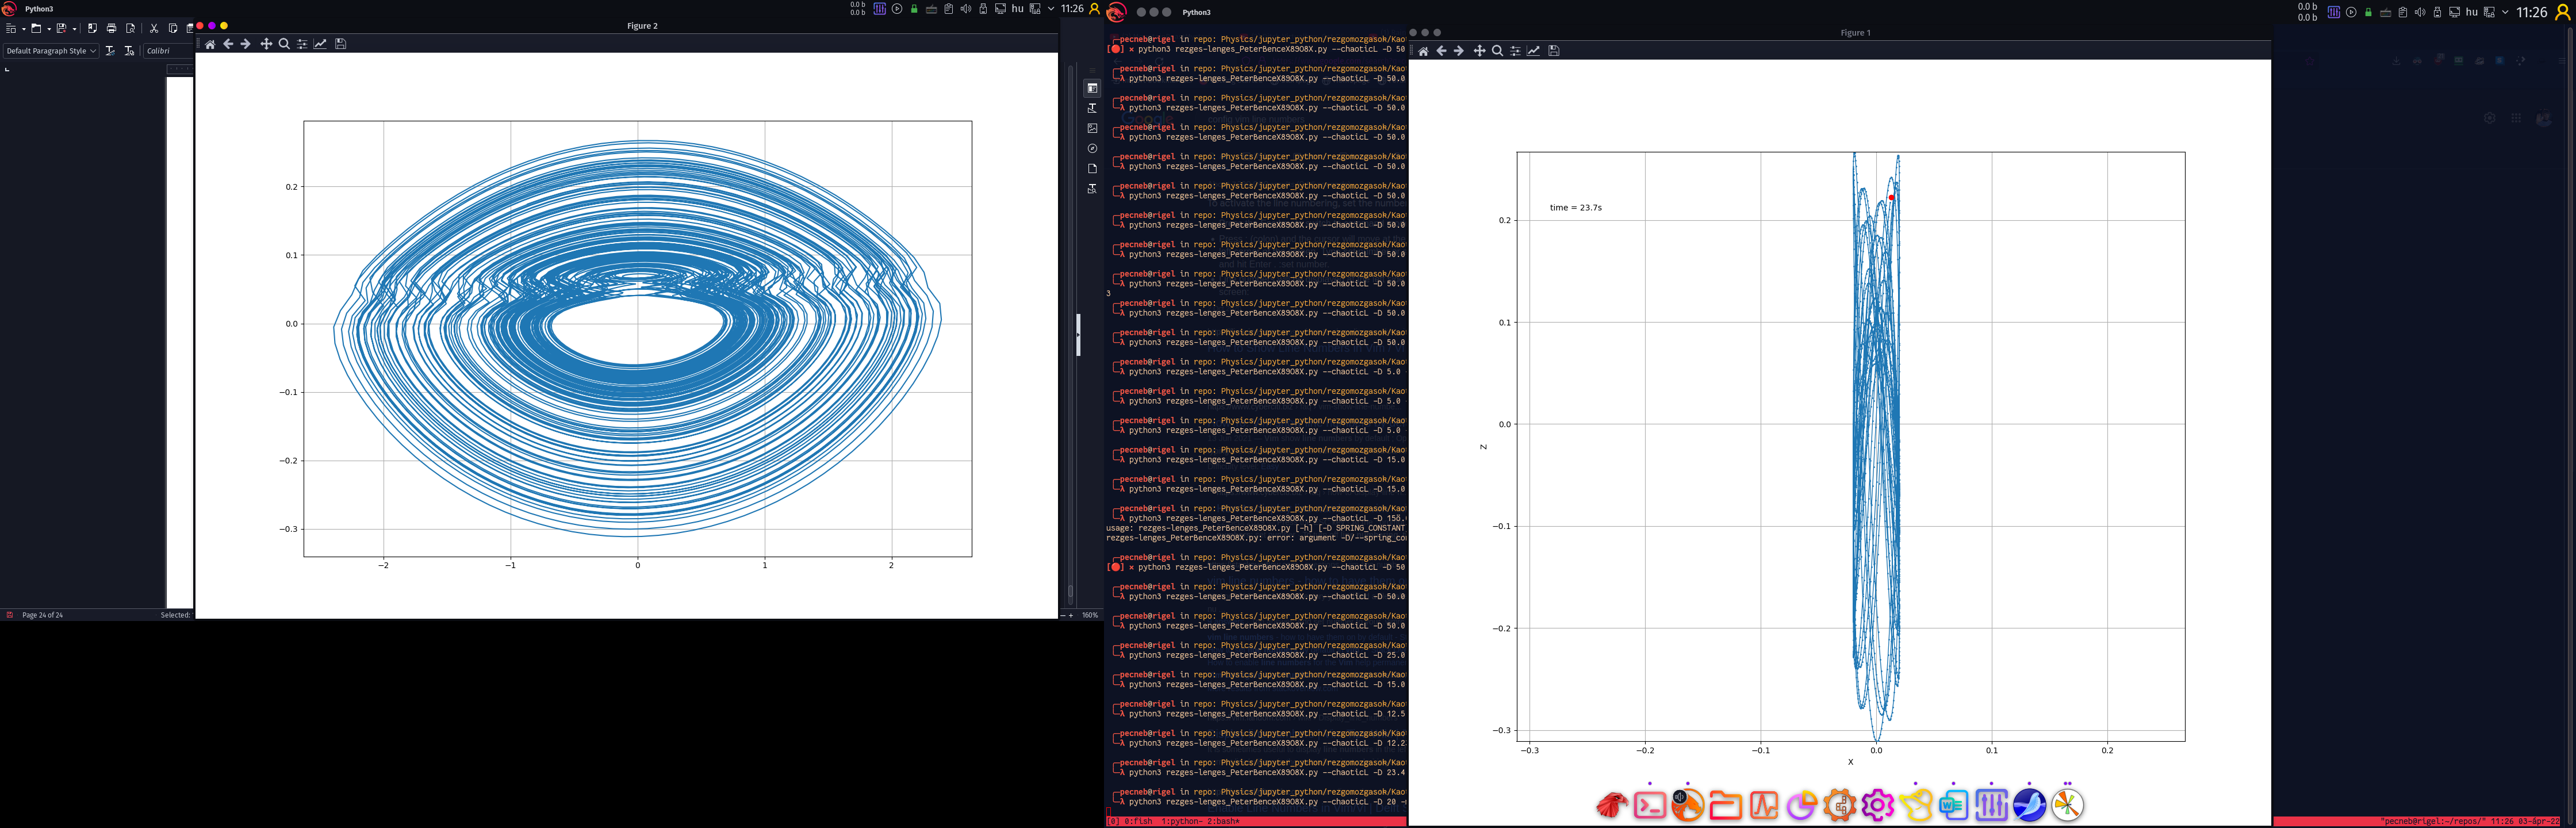 Python3
0.0 b
0.0 b
hu
11:26
Default Paragraph Style
Calibri
Figure 2
0.2
0.1
0.0
−0.1
−0.2
−0.3
−2
−1
0
1
2
Page 24 of 24
Selected:
160%
Python3
0.0 b
0.0 b
hu
11:26
pecneb@rigel in repo: Physics/jupyter_python/rezgomozgasok/Kao
× python3 rezges-lenges_PeterBenceX8908X.py --chaoticL -D 50
pecneb@rigel in repo: Physics/jupyter_python/rezgomozgasok/Kao
λ python3 rezges-lenges_PeterBenceX8908X.py --chaoticL -D 50.0
pecneb@rigel in repo: Physics/jupyter_python/rezgomozgasok/Kao
λ python3 rezges-lenges_PeterBenceX8908X.py --chaoticL -D 50.0
pecneb@rigel in repo: Physics/jupyter_python/rezgomozgasok/Kao
λ python3 rezges-lenges_PeterBenceX8908X.py --chaoticL -D 50.0
pecneb@rigel in repo: Physics/jupyter_python/rezgomozgasok/Kao
λ python3 rezges-lenges_PeterBenceX8908X.py --chaoticL -D 50.0
pecneb@rigel in repo: Physics/jupyter_python/rezgomozgasok/Kao
λ python3 rezges-lenges_PeterBenceX8908X.py --chaoticL -D 50.0
pecneb@rigel in repo: Physics/jupyter_python/rezgomozgasok/Kao
λ python3 rezges-lenges_PeterBenceX8908X.py --chaoticL -D 50.0
pecneb@rigel in repo: Physics/jupyter_python/rezgomozgasok/Kao
λ python3 rezges-lenges_PeterBenceX8908X.py --chaoticL -D 50.0
pecneb@rigel in repo: Physics/jupyter_python/rezgomozgasok/Kao
λ python3 rezges-lenges_PeterBenceX8908X.py --chaoticL -D 50.0
3
pecneb@rigel in repo: Physics/jupyter_python/rezgomozgasok/Kao
λ python3 rezges-lenges_PeterBenceX8908X.py --chaoticL -D 50.0
pecneb@rigel in repo: Physics/jupyter_python/rezgomozgasok/Kao
λ python3 rezges-lenges_PeterBenceX8908X.py --chaoticL -D 50.0
pecneb@rigel in repo: Physics/jupyter_python/rezgomozgasok/Kao
λ python3 rezges-lenges_PeterBenceX8908X.py --chaoticL -D 5.0
pecneb@rigel in repo: Physics/jupyter_python/rezgomozgasok/Kao
λ python3 rezges-lenges_PeterBenceX8908X.py --chaoticL -D 5.0
pecneb@rigel in repo: Physics/jupyter_python/rezgomozgasok/Kao
λ python3 rezges-lenges_PeterBenceX8908X.py --chaoticL -D 5.0
pecneb@rigel in repo: Physics/jupyter_python/rezgomozgasok/Kao
λ python3 rezges-lenges_PeterBenceX8908X.py --chaoticL -D 15.0
pecneb@rigel in repo: Physics/jupyter_python/rezgomozgasok/Kao
λ python3 rezges-lenges_PeterBenceX8908X.py --chaoticL -D 15.0
pecneb@rigel in repo: Physics/jupyter_python/rezgomozgasok/Kao
λ python3 rezges-lenges_PeterBenceX8908X.py --chaoticL -D 15ö.
usage: rezges-lenges_PeterBenceX8908X.py [-h] [-D SPRING_CONSTANT
rezges-lenges_PeterBenceX8908X.py: error: argument -D/--spring_co
pecneb@rigel in repo: Physics/jupyter_python/rezgomozgasok/Kao
× python3 rezges-lenges_PeterBenceX8908X.py --chaoticL -D 50
pecneb@rigel in repo: Physics/jupyter_python/rezgomozgasok/Kao
λ python3 rezges-lenges_PeterBenceX8908X.py --chaoticL -D 50.0
pecneb@rigel in repo: Physics/jupyter_python/rezgomozgasok/Kao
λ python3 rezges-lenges_PeterBenceX8908X.py --chaoticL -D 50.0
pecneb@rigel in repo: Physics/jupyter_python/rezgomozgasok/Kao
λ python3 rezges-lenges_PeterBenceX8908X.py --chaoticL -D 25.0
pecneb@rigel in repo: Physics/jupyter_python/rezgomozgasok/Kao
λ python3 rezges-lenges_PeterBenceX8908X.py --chaoticL -D 15.0
pecneb@rigel in repo: Physics/jupyter_python/rezgomozgasok/Kao
λ python3 rezges-lenges_PeterBenceX8908X.py --chaoticL -D 12.5
pecneb@rigel in repo: Physics/jupyter_python/rezgomozgasok/Kao
λ python3 rezges-lenges_PeterBenceX8908X.py --chaoticL -D 12.2
pecneb@rigel in repo: Physics/jupyter_python/rezgomozgasok/Kao
λ python3 rezges-lenges_PeterBenceX8908X.py --chaoticL -D 23.4
pecneb@rigel in repo: Physics/jupyter_python/rezgomozgasok/Kao
λ python3 rezges-lenges_PeterBenceX8908X.py --chaoticL -D 20
[0] 0:fish 1:python- 2:bash*
Figure 1
time = 23.7s
0.2
0.1
0.0
−0.1
−0.2
−0.3
Z
−0.3
−0.2
−0.1
0.0
0.1
0.2
X
"pecneb@rigel:~/repos/" 11:26 03-ápr-22